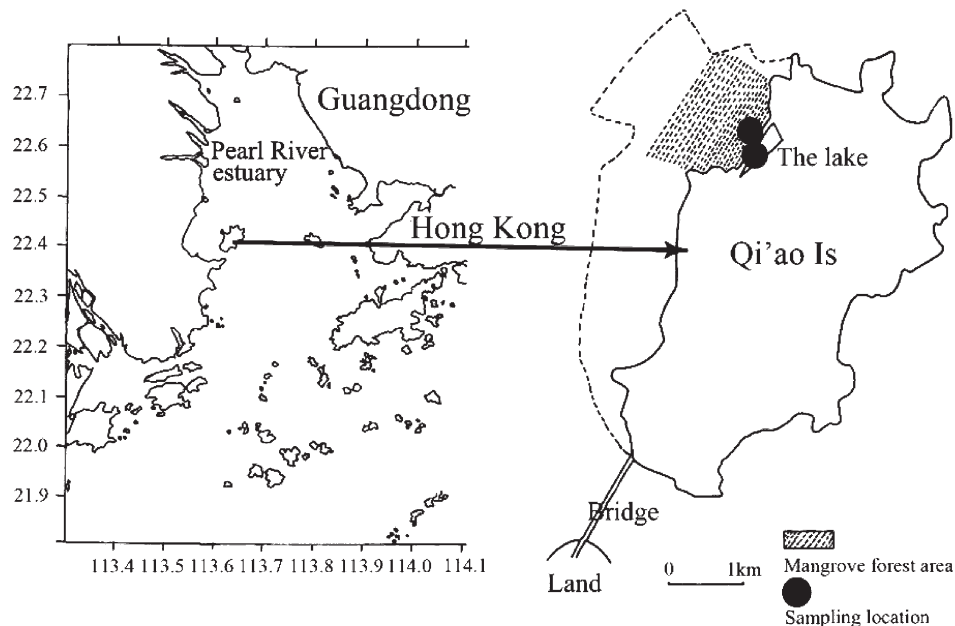 Guangdong
Pearl River
estuary
Hong Kong
22.7
22.6
22.5
22.4
22.3
22.2
22.1
22.0
21.9
113.4 113.5 113.6 113.7 113.8 113.9 114.0 114.1
The lake
Qi'ao Is
Bridge
Land
0 1km
Mangrove forest area
Sampling location